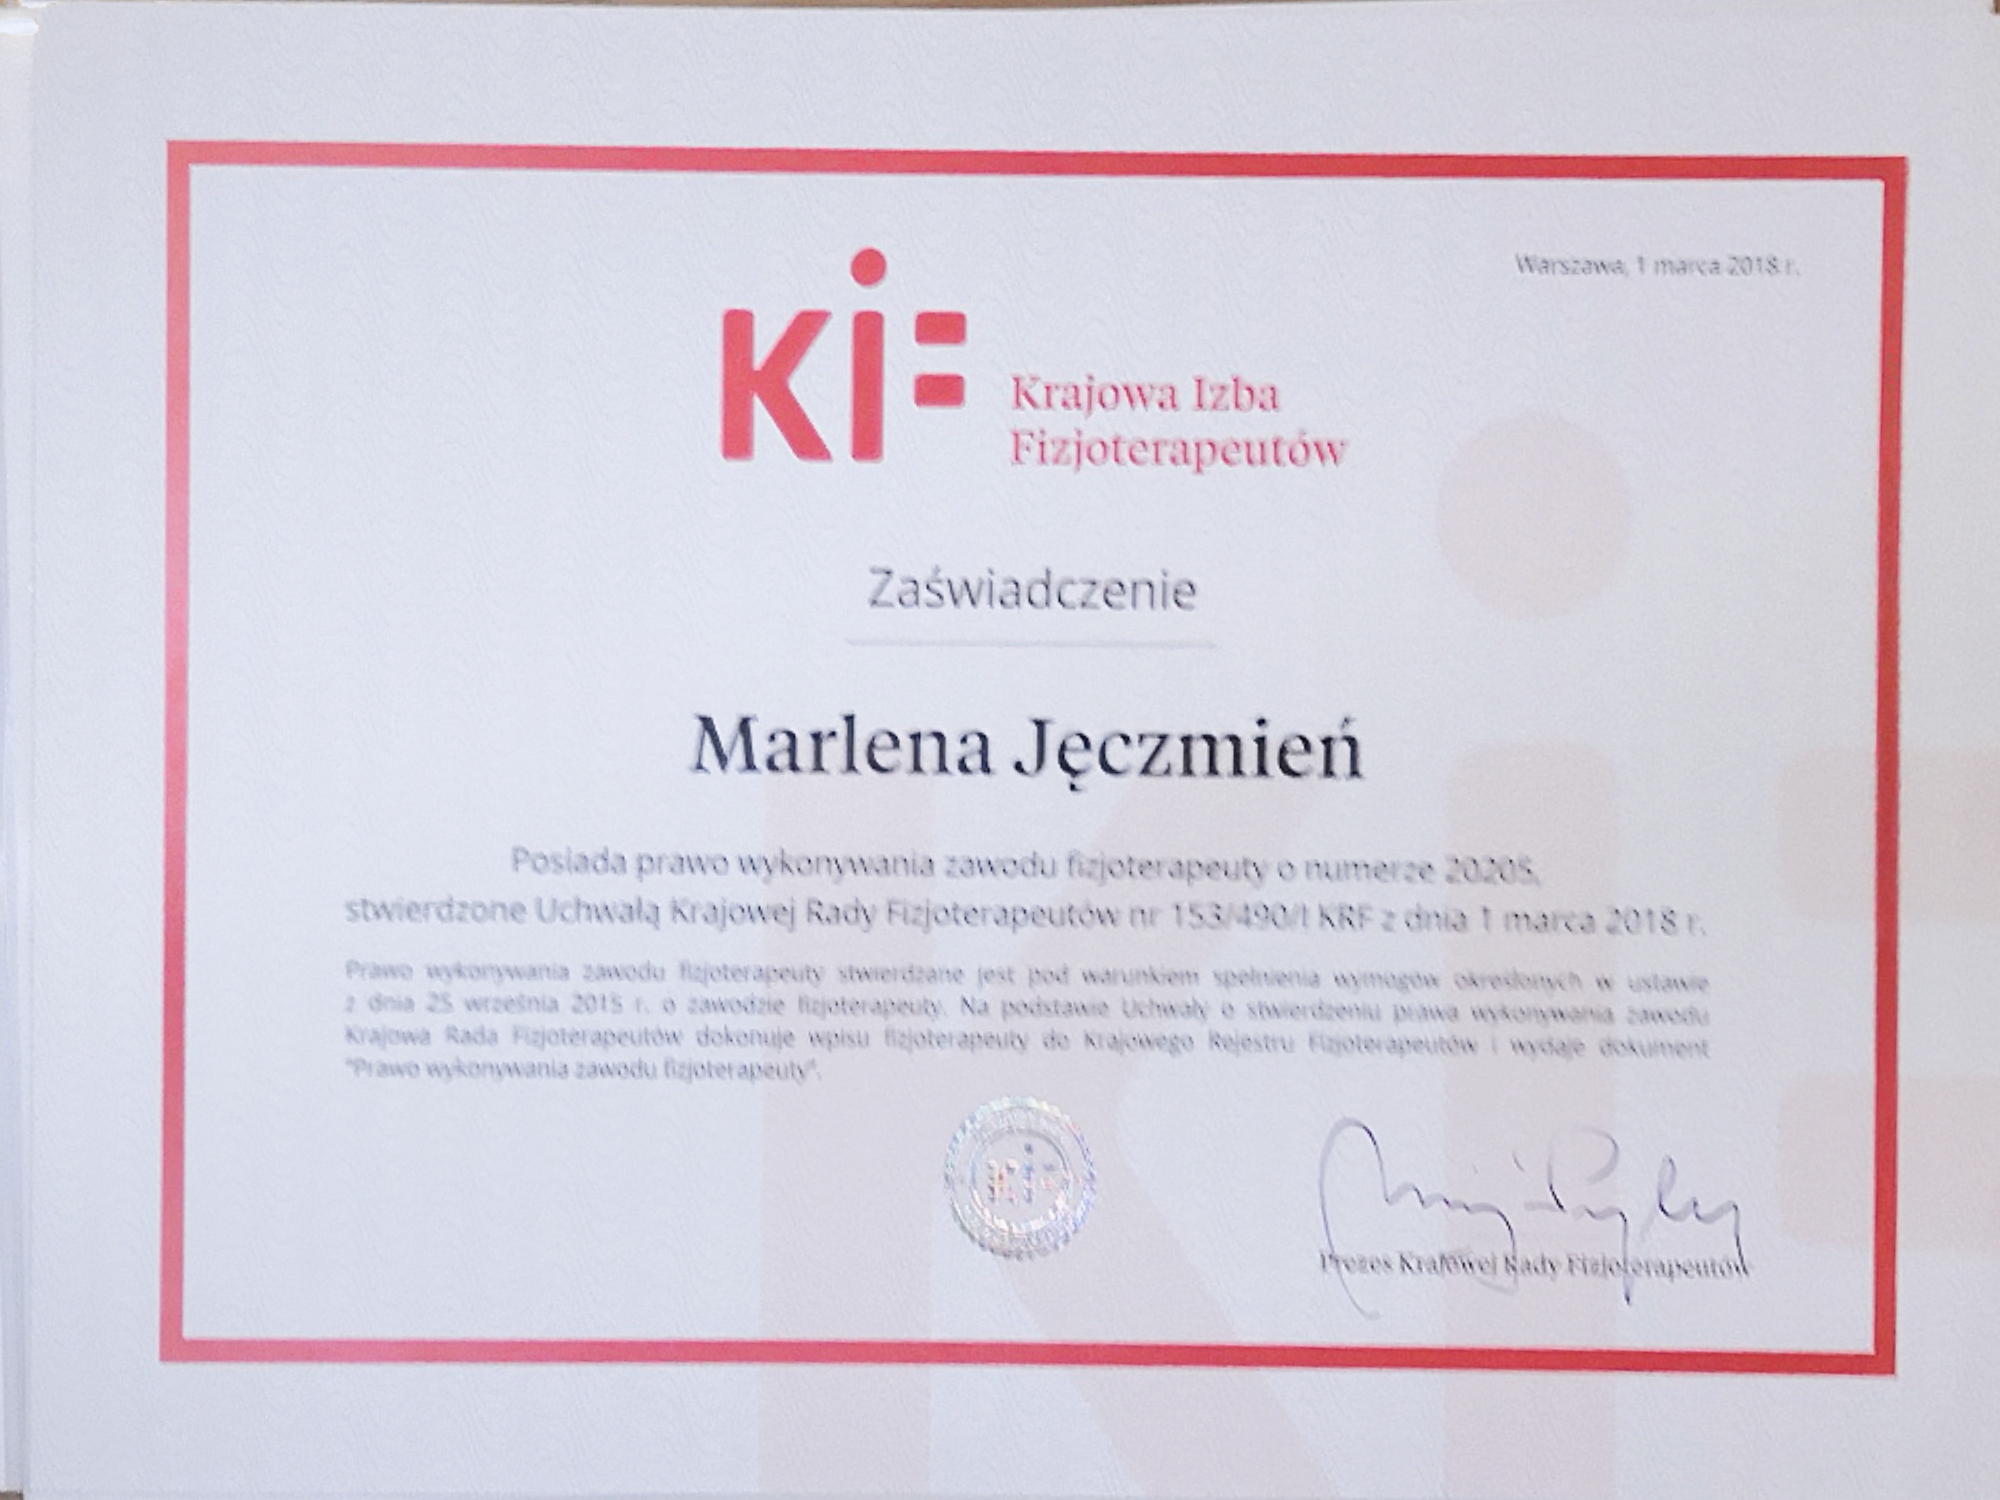 Warszawa, 1 marca 2018 r.
KiF
Krajowa Izba
Fizjoterapeutów
Zaświadczenie
Marlena Jęczmień
Posiada prawo wykonywania zawodu fizjoterapeuty o numerze 20205,
stwierdzone Uchwałą Krajowej Rady Fizjoterapeutów nr 153/490/I KRF z dnia 1 marca 2018 r.
Prawo wykonywania zawodu fizjoterapeuty stwierdzane jest pod warunkiem spełnienia wymogów określonych w ustawie
z dnia 25 września 2015 r. o zawodzie fizjoterapeuty. Na podstawie Uchwały o stwierdzeniu prawa wykonywania zawodu
Krajowa Rada Fizjoterapeutów dokonuje wpisu fizjoterapeuty do Krajowego Rejestru Fizjoterapeutów i wydaje dokument
"Prawo wykonywania zawodu fizjoterapeuty".
KiF
Prezes Krajowej Rady Fizjoterapeutów